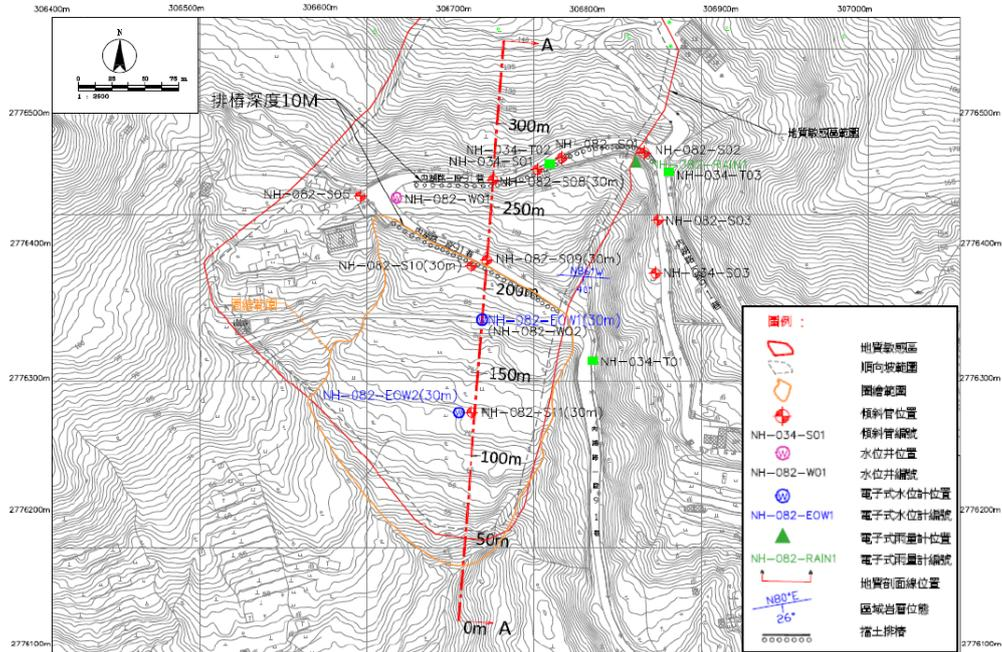 306400m 306500m 306600m 306700m 306800m 306900m 307000m
N
0 25 50 75 m
1 : 2500
A
排樁深度10M
2776500m
2776500m
300m
地質敏感區範圍
NH-082-S01
NH-034-T02
NH-082-S02
NH-034-S01
NH-082-RAIN1
NH-034-T03
NH-082-S08(30m)
NH-082-W01
250m
NH-082-S03
2776400m
2776400m
NH-082-S09(30m)
NH-082-S10(30m)
NH-034-S03
200m
圈繪範圍
NH-082-EOW1(30m)
(NH-082-W02)
NH-034-T01
150m
2776300m
2776300m
NH-082-EOW2(30m)
NH-082-S11(30m)
100m
2776200m
2776200m
50m
0m A
2776100m
2776100m
圖例 :
地質敏感區
順向坡範圍
圈繪範圍
傾斜管位置
NH-034-S01 傾斜管編號
水位井位置
NH-082-W01 水位井編號
電子式水位計位置
NH-082-EOW1 電子式水位計編號
電子式雨量計位置
NH-082-RAIN1 電子式雨量計編號
地質剖面線位置
N80°E
26°
區域岩層位態
擋土排樁